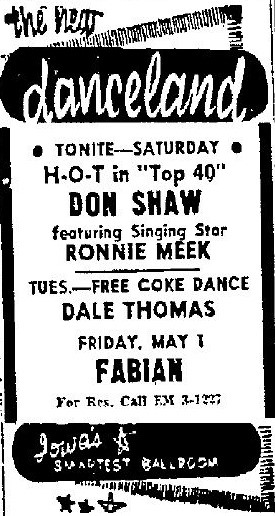 the new
danceland
• TONITE—SATURDAY •
H-O-T in "Top 40"
DON SHAW
featuring Singing Star
RONNIE MEEK
TUES.—FREE COKE DANCE
DALE THOMAS
FRIDAY, MAY 1
FABIAN
For Res. Call EM 3-1227
Iowa's
SMARTEST BALLROOM